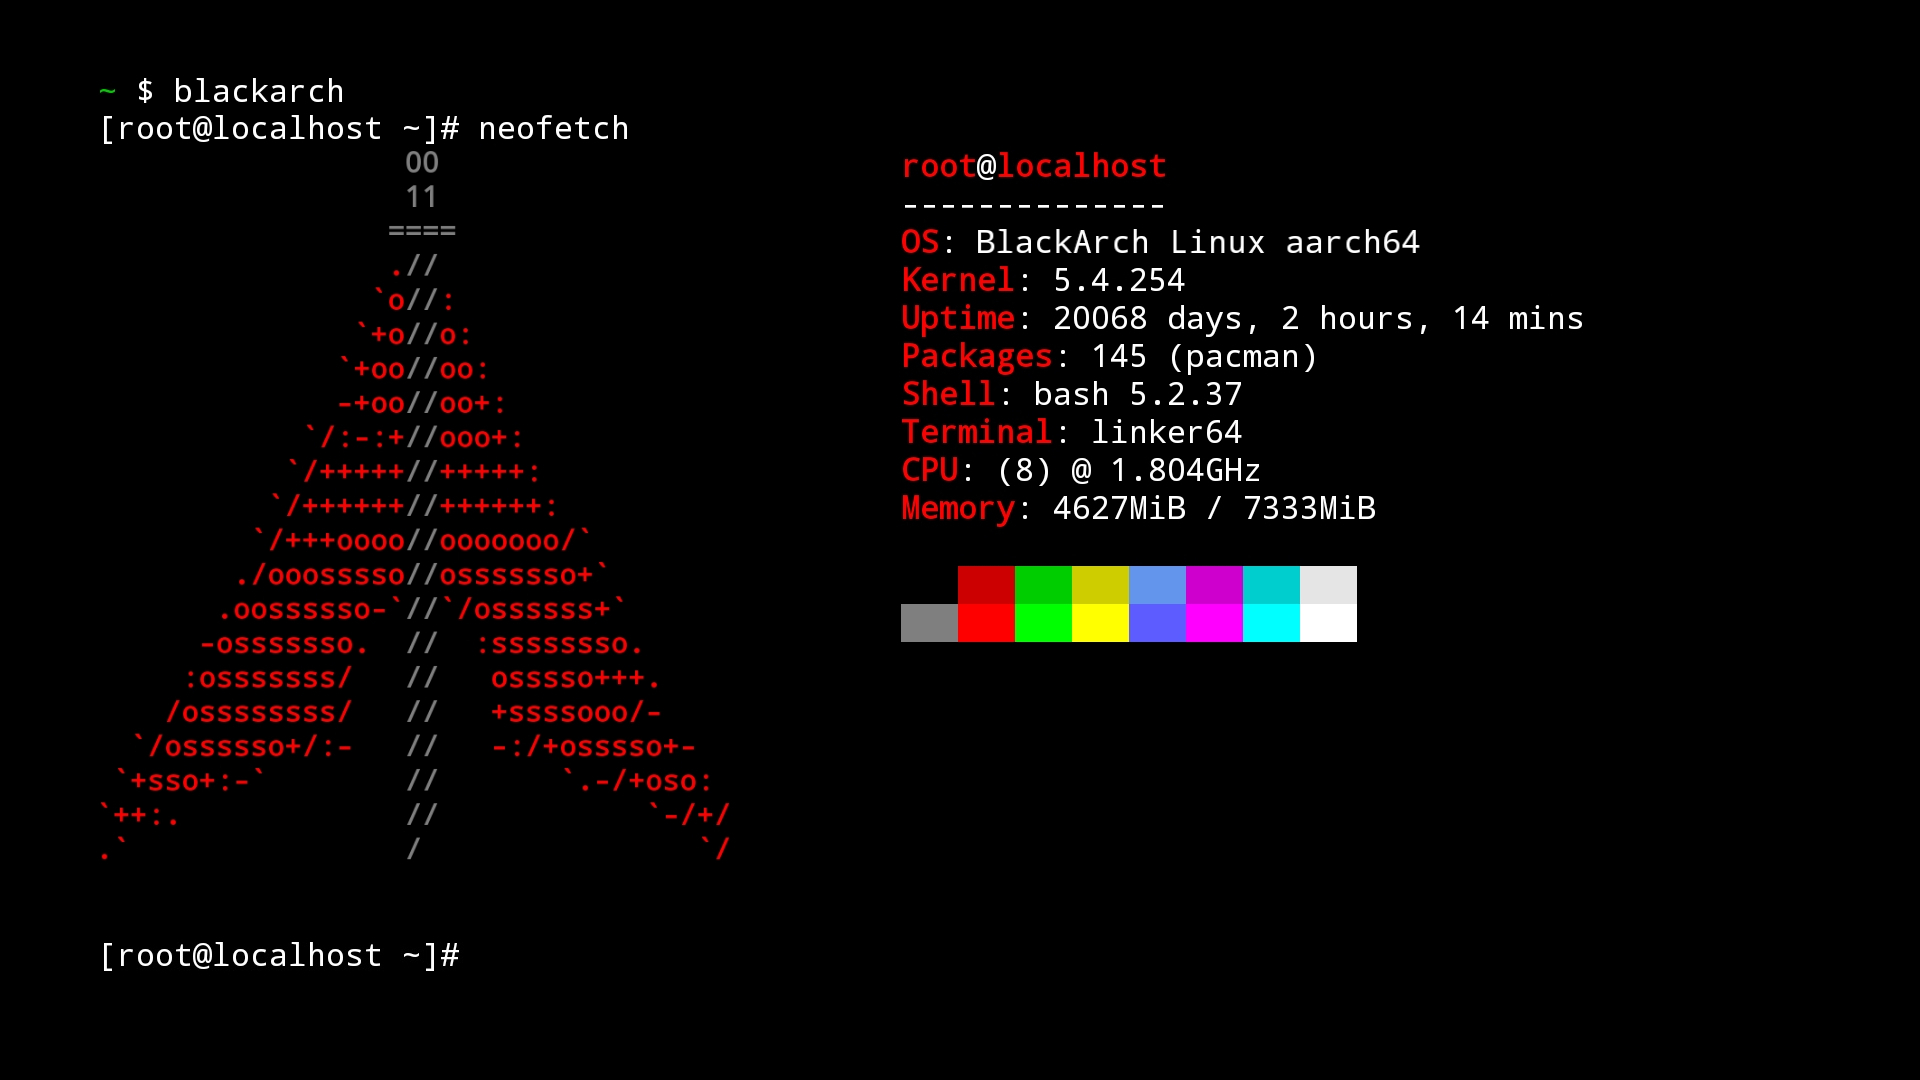 ~ $ blackarch
[root@localhost ~]# neofetch
00
11
====
.//
`o//:
`+o//o:
`+oo//oo:
-+oo//oo+:
`/:-:+//ooo+:
`/+++++//+++++:
`/++++++//++++++:
`/+++oooo//ooooooo/`
./ooosssso//osssssso+`
.oossssso-`//`/ossssss+`
-osssssso.  //  :ssssssso.
:osssssss/   //   osssso+++.
/ossssssss/   //   +ssssooo/-
`/ossssso+/:-   //   -:/+osssso+-
`+sso+:-`        //       `.-/+oso:
`++:.             //            `-/+/
.`                /                `/
root@localhost
--------------
OS: BlackArch Linux aarch64
Kernel: 5.4.254
Uptime: 20068 days, 2 hours, 14 mins
Packages: 145 (pacman)
Shell: bash 5.2.37
Terminal: linker64
CPU: (8) @ 1.804GHz
Memory: 4627MiB / 7333MiB
[root@localhost ~]#